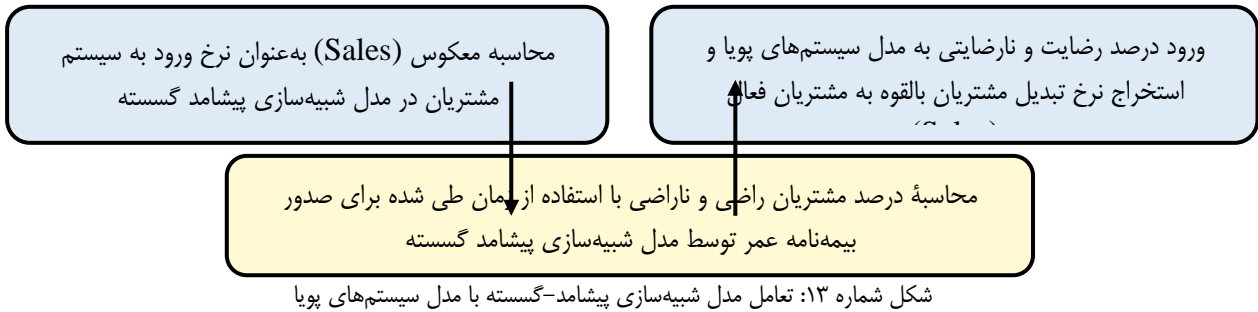 ورود درصد رضایت و نارضایتی به مدل سیستم‌های پویا و
استخراج نرخ تبدیل مشتریان بالقوه به مشتریان فعال
محاسبه معکوس (Sales) به‌عنوان نرخ ورود به سیستم
مشتریان در مدل شبیه‌سازی پیشامد گسسته
محاسبۀ درصد مشتریان راضی و ناراضی با استفاده از زمان طی شده برای صدور
بیمه‌نامه عمر توسط مدل شبیه‌سازی پیشامد گسسته
شکل شماره ۱۳: تعامل مدل شبیه‌سازی پیشامد-گسسته با مدل سیستم‌های پویا